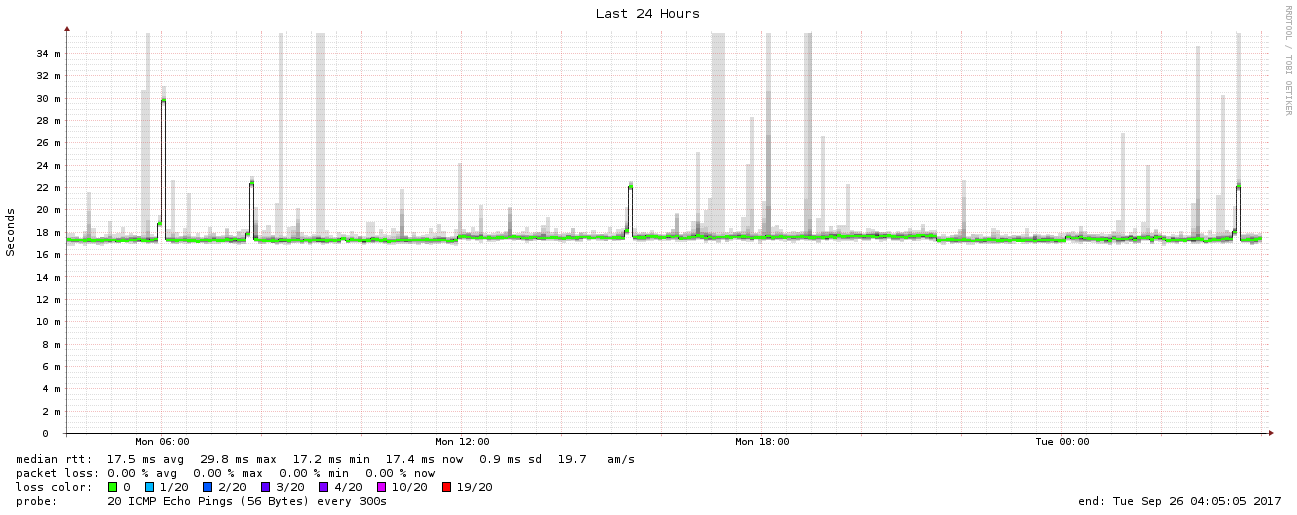 Last 24 Hours
RRDTOOL / TOBI OETIKER
Seconds
34 m
32 m
30 m
28 m
26 m
24 m
22 m
20 m
18 m
16 m
14 m
12 m
10 m
8 m
6 m
4 m
2 m
0
Mon 06:00 Mon 12:00 Mon 18:00 Tue 00:00
median rtt: 17.5 ms avg 29.8 ms max 17.2 ms min 17.4 ms now 0.9 ms sd 19.7 am/s
packet loss: 0.00 % avg 0.00 % max 0.00 % min 0.00 % now
loss color: 0 1/20 2/20 3/20 4/20 10/20 19/20
probe: 20 ICMP Echo Pings (56 Bytes) every 300s end: Tue Sep 26 04:05:05 2017